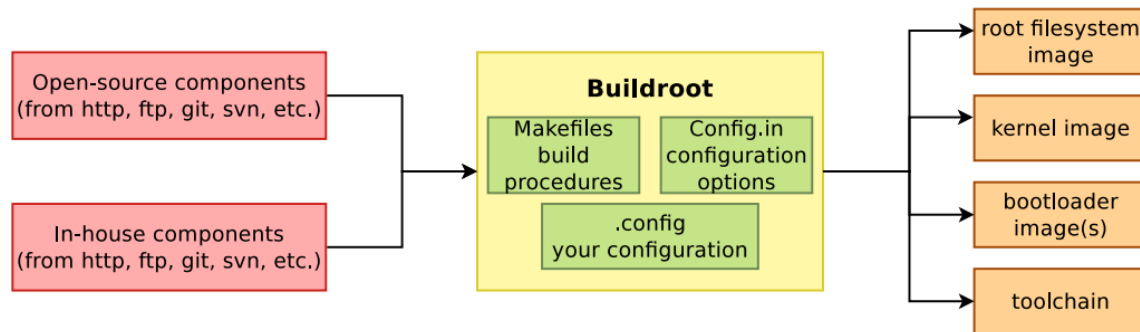 Open-source components
(from http, ftp, git, svn, etc.)
In-house components
(from http, ftp, git, svn, etc.)
Buildroot
Makefiles
build
procedures
Config.in
configuration
options
.config
your configuration
root filesystem
image
kernel image
bootloader
image(s)
toolchain